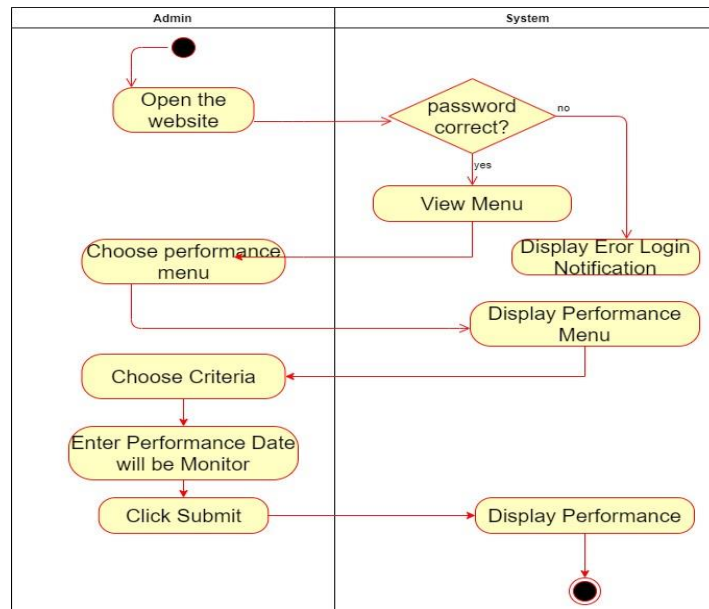 Admin
System
Open the
website
password
correct?
no
yes
View Menu
Display Eror Login
Notification
Choose performance
menu
Display Performance
Menu
Choose Criteria
Enter Performance Date
will be Monitor
Click Submit
Display Performance